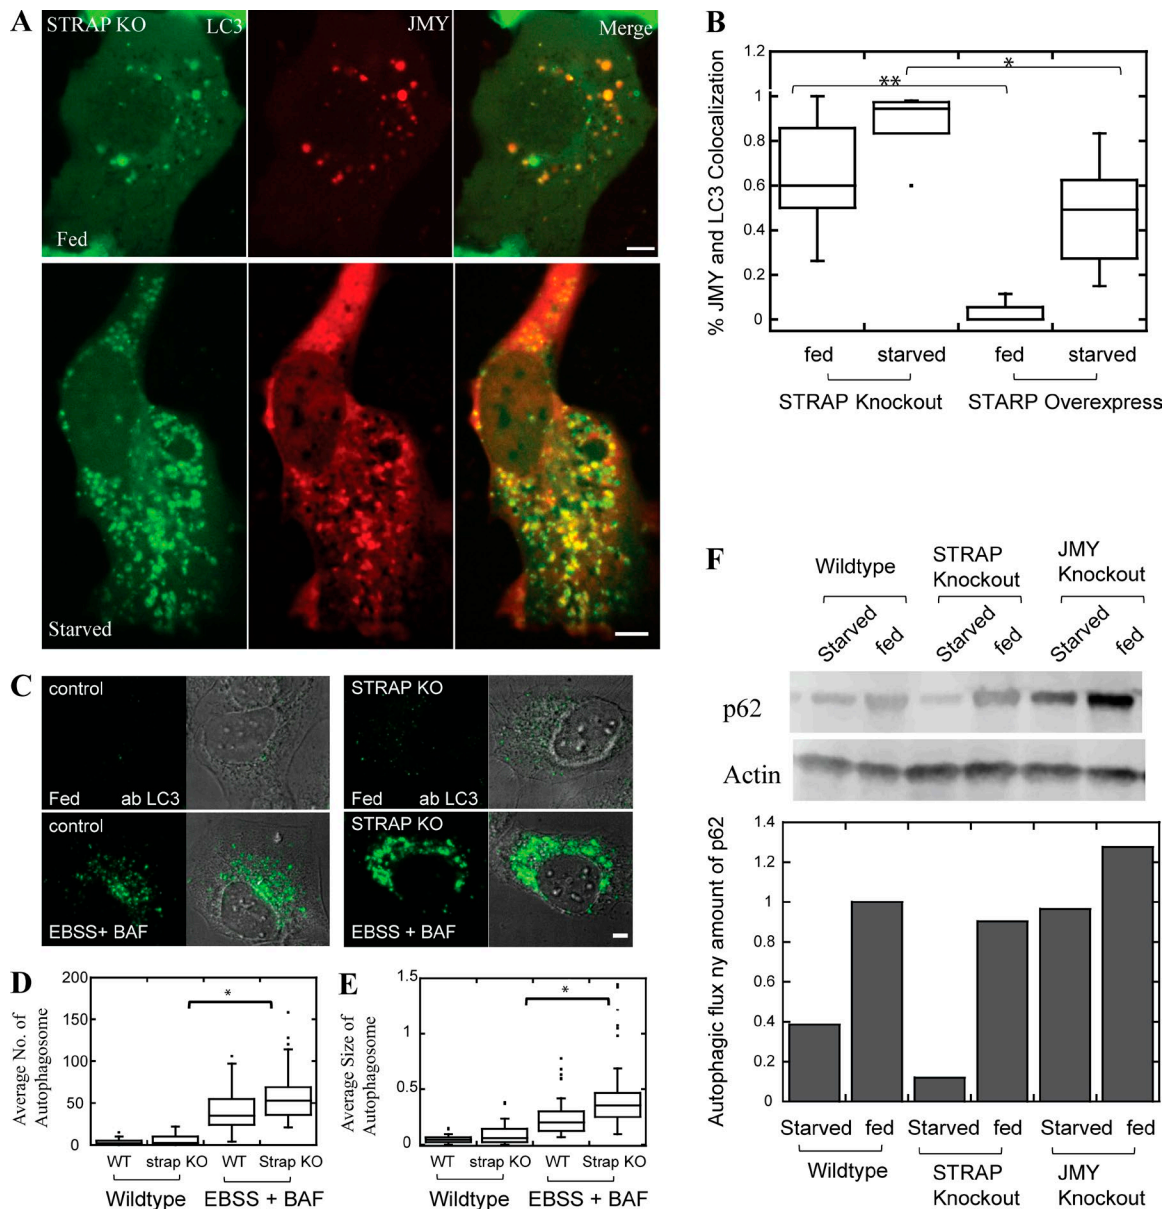 A
STRAP KO
LC3
JMY
Merge
Fed
Starved
B
% JMY and LC3 Colocalization
1.2
1
0.8
0.6
0.4
0.2
0
**
*
fed
starved
fed
starved
STRAP Knockout
STARP Overexpress
C
control
STRAP KO
Fed
ab LC3
Fed
ab LC3
control
STRAP KO
EBSS+ BAF
EBSS + BAF
D
Average No. of
Autophagosome
200
150
100
50
0
*
WT
strap KO
WT
Strap KO
Wildtype
EBSS + BAF
E
Average Size of
Autophagosome
1.5
1
0.5
0
*
WT
strap KO
WT
Strap KO
Wildtype
EBSS + BAF
F
Wildtype
STRAP
Knockout
JMY
Knockout
Starved
fed
Starved
fed
Starved
fed
p62
Actin
Autophagic flux ny amount of p62
1.4
1.2
1
0.8
0.6
0.4
0.2
0
Starved
fed
Starved
fed
Starved
fed
Wildtype
STRAP
Knockout
JMY
Knockout